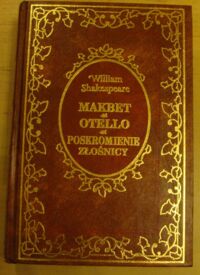 William
Shakespeare
MAKBET
OTELLO
POSKROMIENIE
ZŁOŚNICY